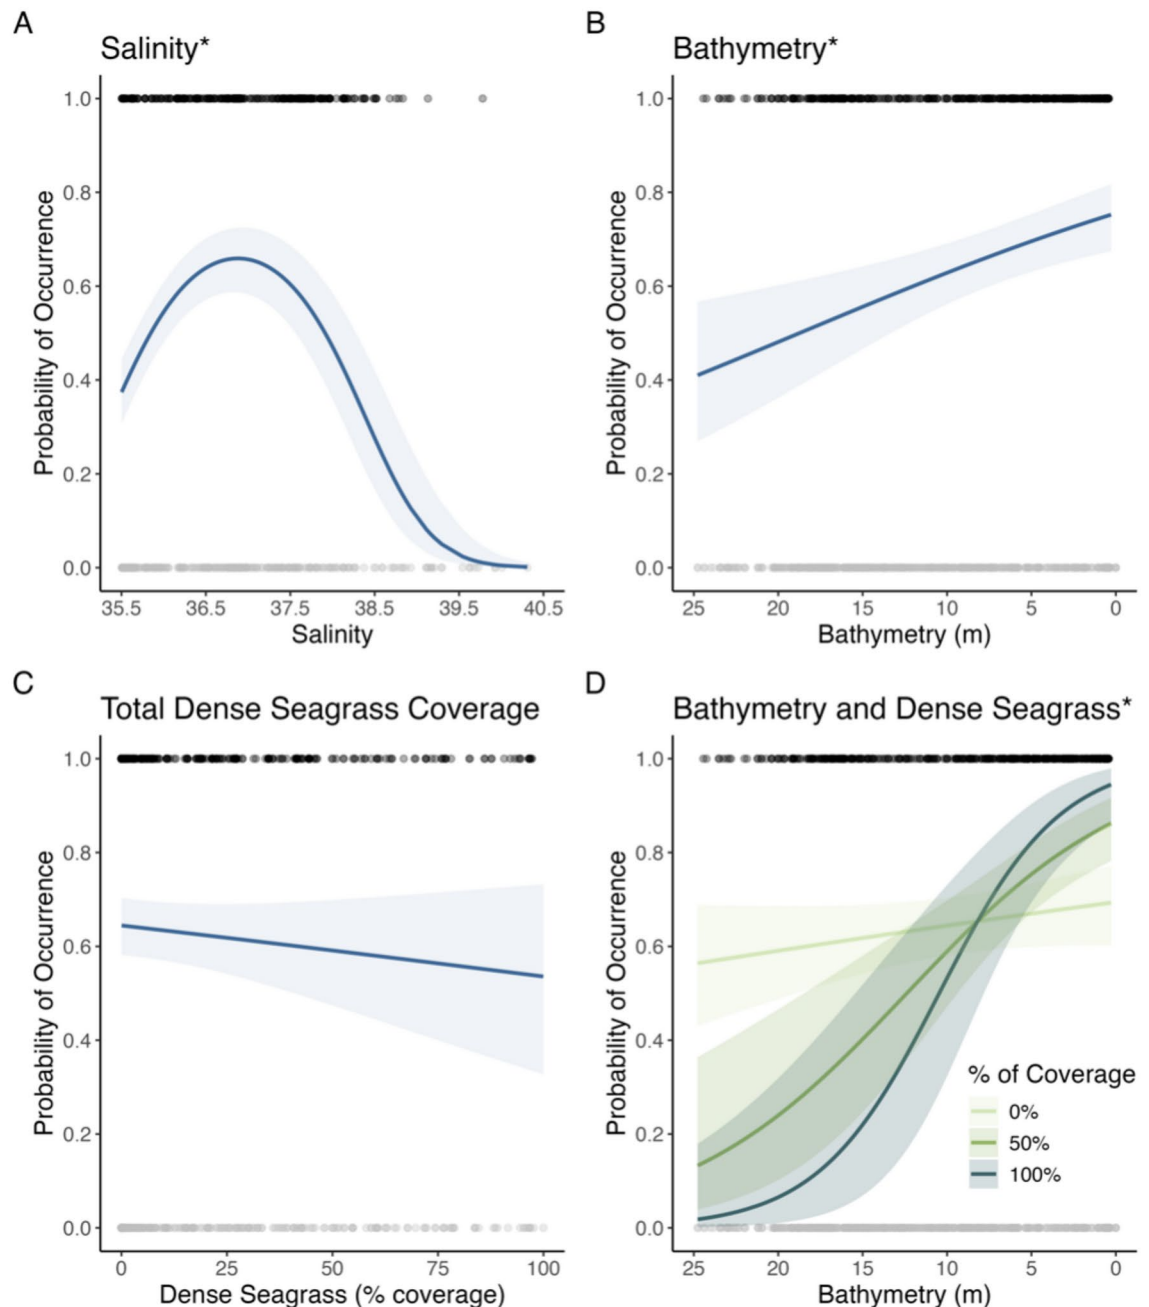 A
Salinity*
Probability of Occurrence
1.0
0.8
0.6
0.4
0.2
0.0
35.5 36.5 37.5 38.5 39.5 40.5
Salinity
B
Bathymetry*
Probability of Occurrence
1.0
0.8
0.6
0.4
0.2
0.0
25 20 15 10 5 0
Bathymetry (m)
C
Total Dense Seagrass Coverage
Probability of Occurrence
1.0
0.8
0.6
0.4
0.2
0.0
0 25 50 75 100
Dense Seagrass (% coverage)
D
Bathymetry and Dense Seagrass*
Probability of Occurrence
1.0
0.8
0.6
0.4
0.2
0.0
% of Coverage
0%
50%
100%
25 20 15 10 5 0
Bathymetry (m)